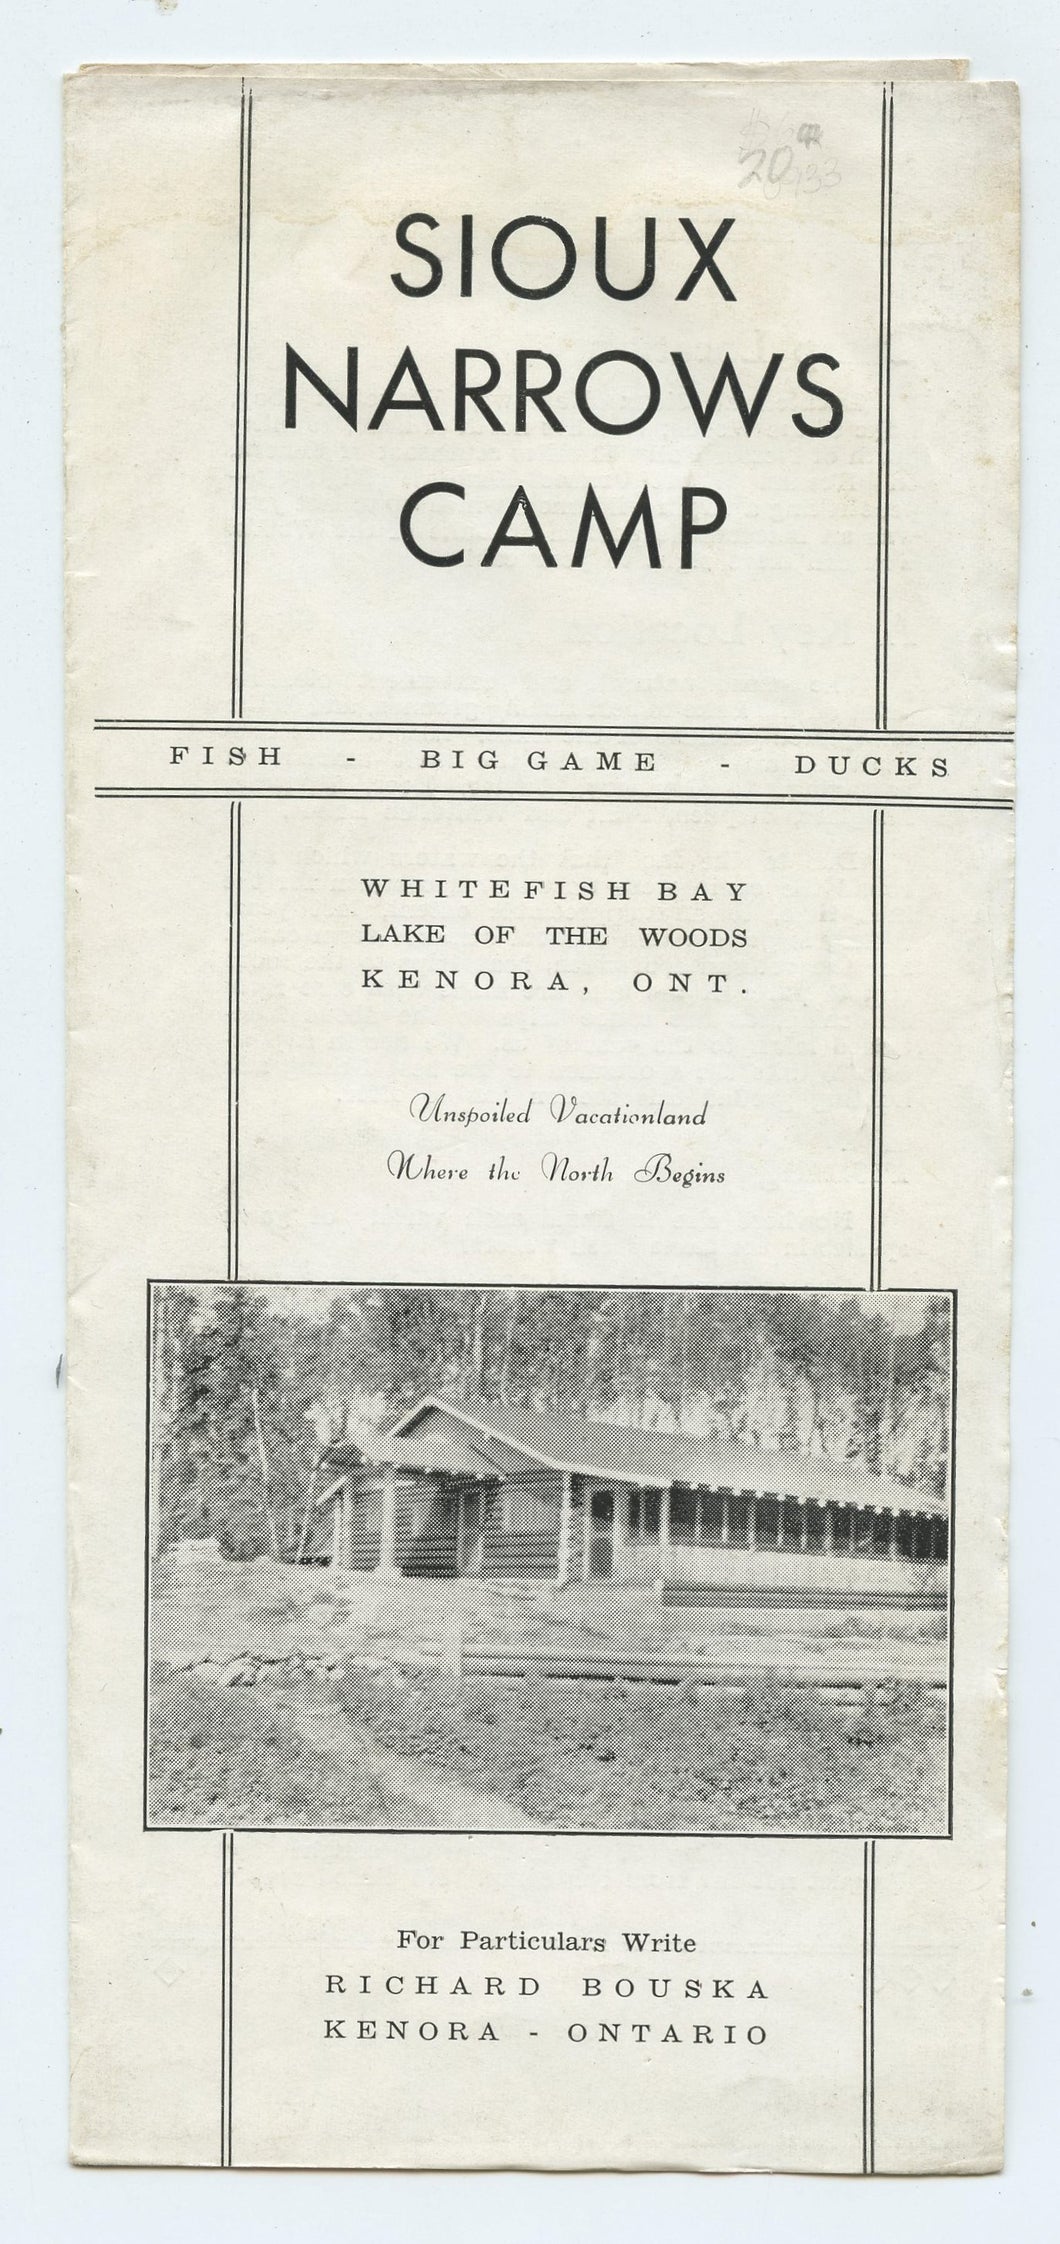 SIOUX
NARROWS
CAMP
FISH - BIG GAME - DUCKS
WHITEFISH BAY
LAKE OF THE WOODS
KENORA, ONT.
Unspoiled Vacationland
Where the North Begins
For Particulars Write
RICHARD BOUSKA
KENORA - ONTARIO